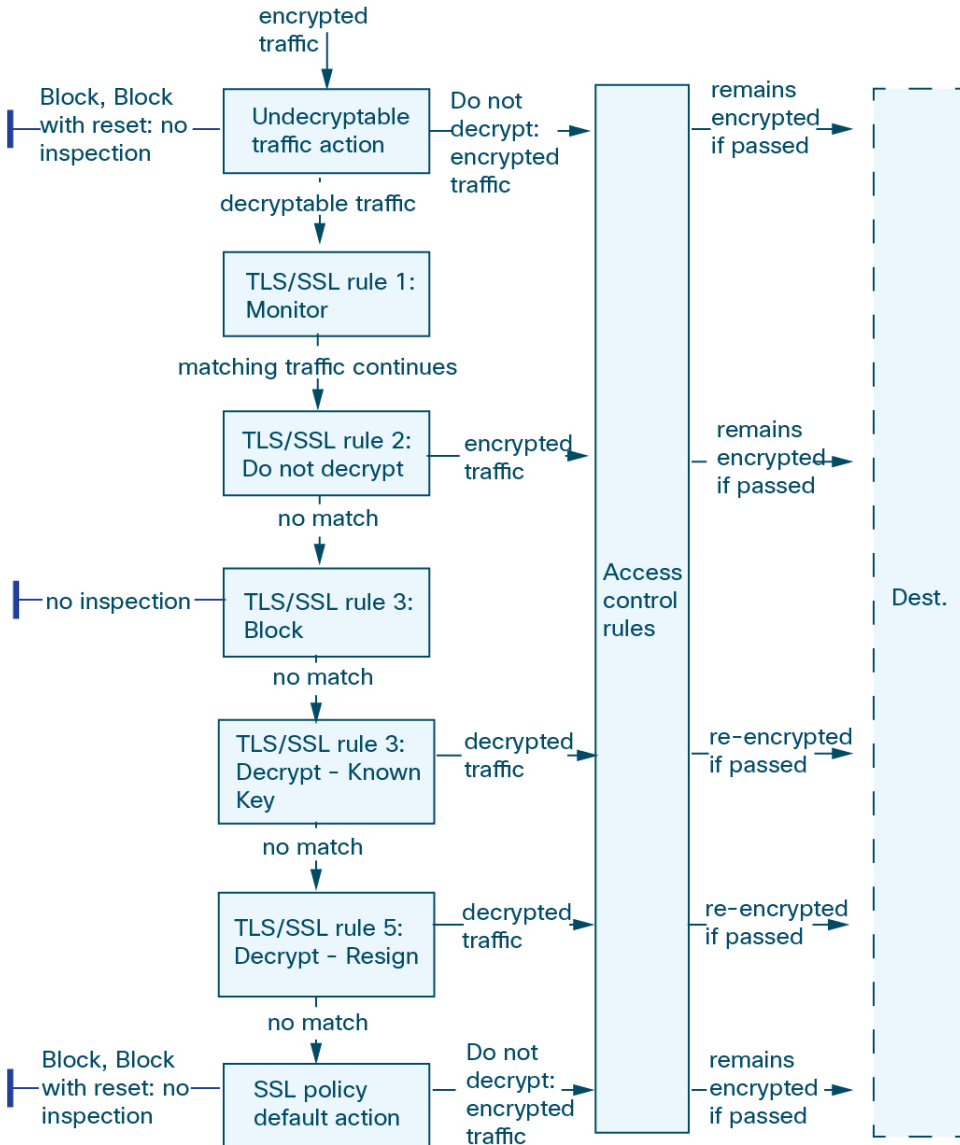 encrypted
traffic
Block, Block
with reset: no
inspection
Undecryptable
traffic action
Do not
decrypt:
encrypted
traffic
remains
encrypted
if passed
decryptable traffic
TLS/SSL rule 1:
Monitor
matching traffic continues
TLS/SSL rule 2:
Do not decrypt
encrypted
traffic
remains
encrypted
if passed
no match
no inspection
TLS/SSL rule 3:
Block
Access
control
rules
Dest.
no match
TLS/SSL rule 3:
Decrypt - Known
Key
decrypted
traffic
re-encrypted
if passed
no match
TLS/SSL rule 5:
Decrypt - Resign
decrypted
traffic
re-encrypted
if passed
no match
Block, Block
with reset: no
inspection
SSL policy
default action
Do not
decrypt:
encrypted
traffic
remains
encrypted
if passed